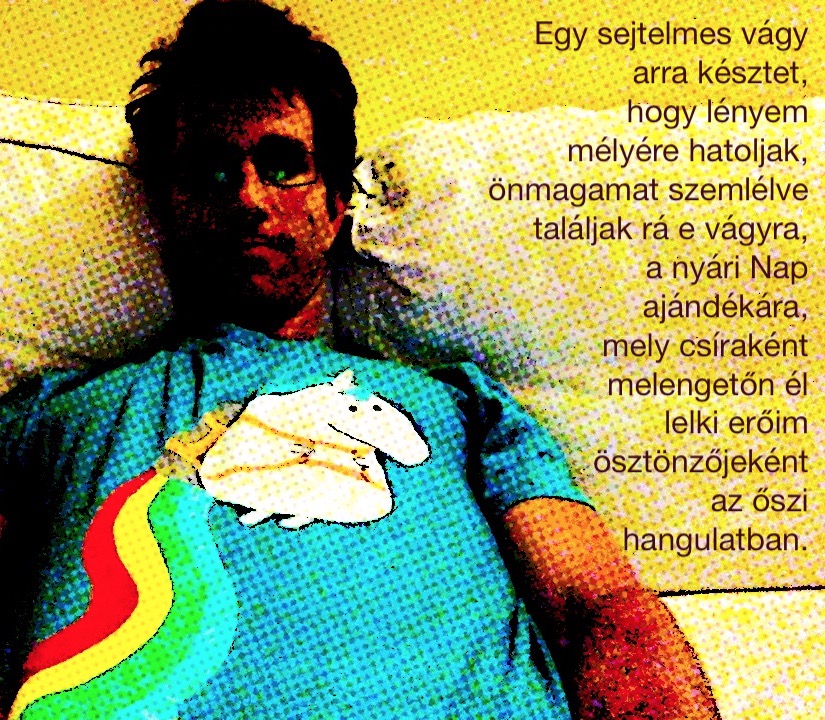 Egy sejtelmes vágy
arra késztet,
hogy lényem
mélyére hatoljak,
önmagamat szemlélve
találjak rá e vágyra,
a nyári Nap
ajándékára,
mely csíraként
melengetőn él
lelki erőim
ösztönzőjeként
az őszi
hangulatban.